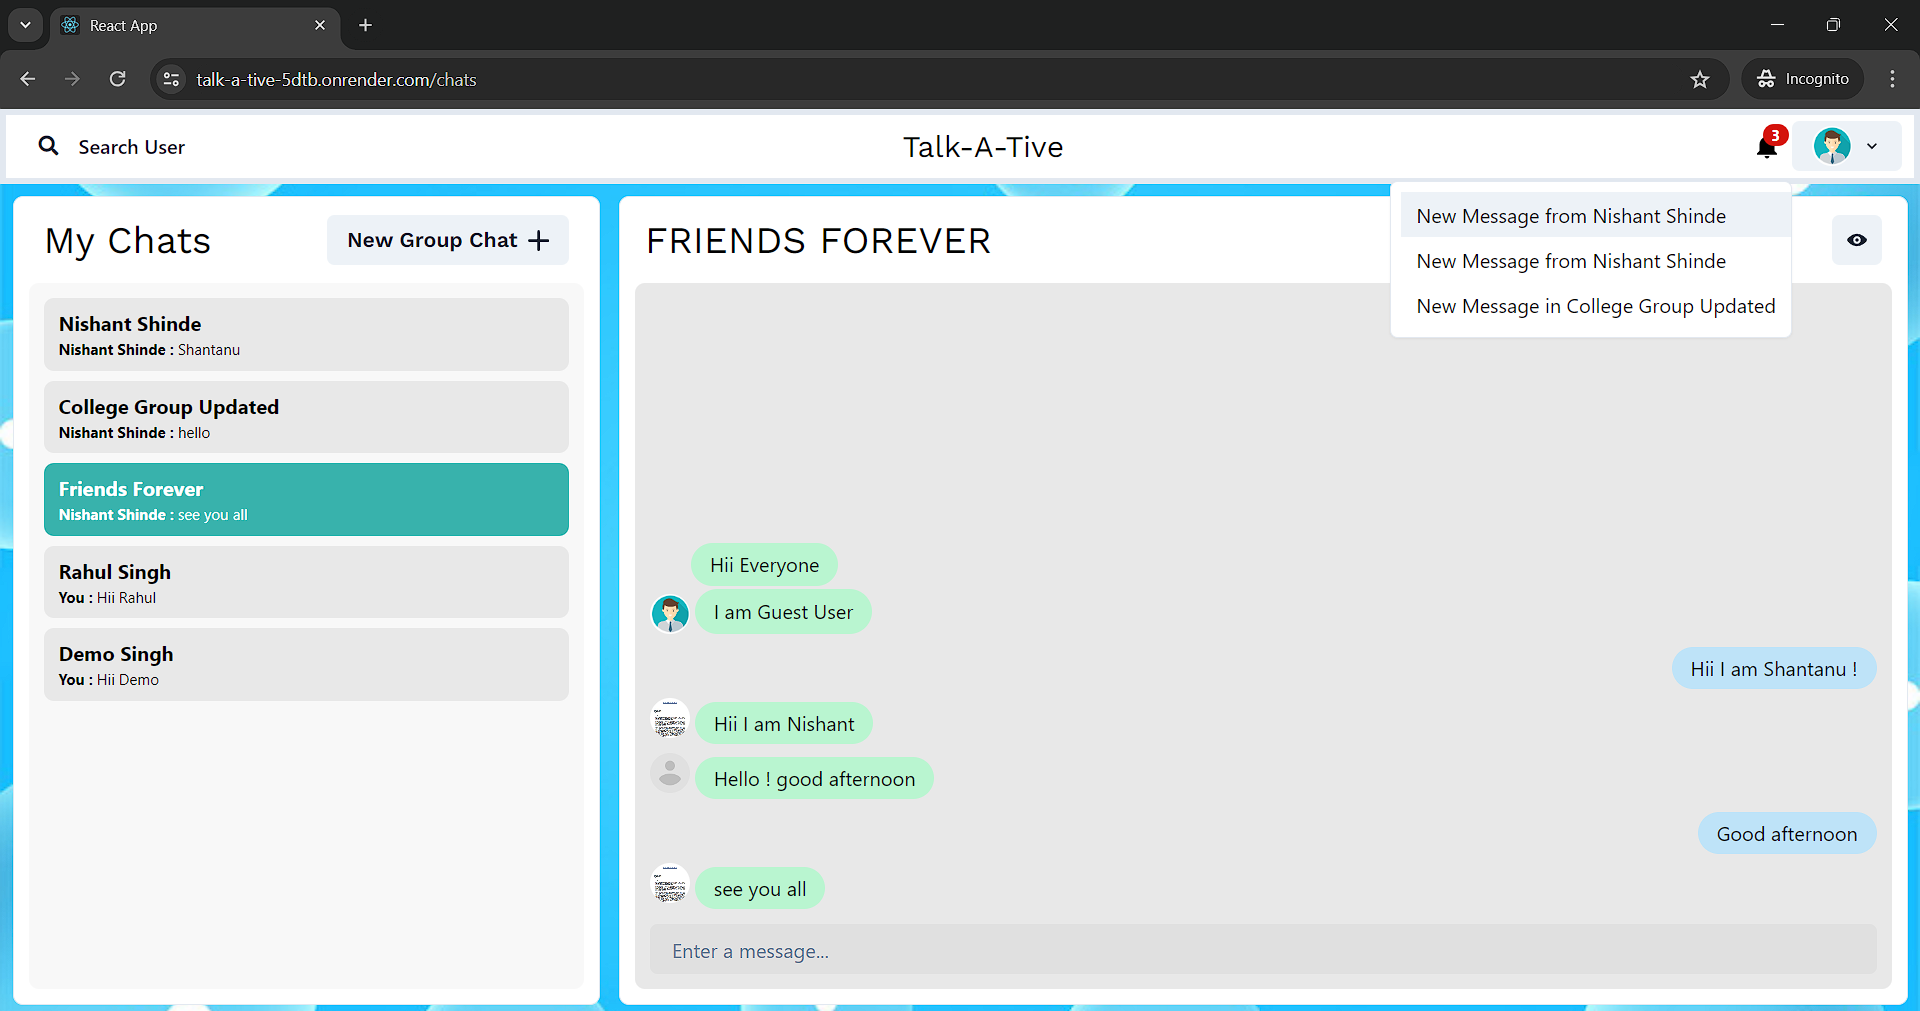 React App
talk-a-tive-5dtb.onrender.com/chats
Incognito
Search User
Talk-A-Tive
3
New Message from Nishant Shinde
New Message from Nishant Shinde
New Message in College Group Updated
My Chats
New Group Chat +
Nishant Shinde
Nishant Shinde : Shantanu
College Group Updated
Nishant Shinde : hello
Friends Forever
Nishant Shinde : see you all
Rahul Singh
You : Hii Rahul
Demo Singh
You : Hii Demo
FRIENDS FOREVER
Hii Everyone
I am Guest User
Hii I am Shantanu !
Hii I am Nishant
Hello ! good afternoon
Good afternoon
see you all
Enter a message...